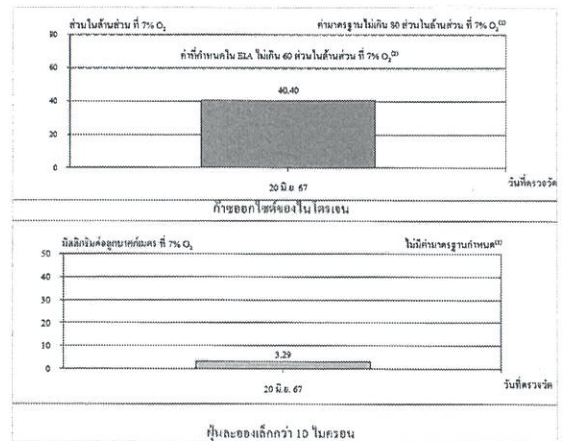 ส่วนในล้านส่วน ที่ 7% O₂ ค่ามาตรฐานไม่เกิน 80 ส่วนในล้านส่วน ที่ 7% O₂⁽¹⁾
80
ค่าที่กำหนดใน EIA ไม่เกิน 60 ส่วนในล้านส่วน ที่ 7% O₂⁽²⁾
60
40.40
40
20
0
20 มิ.ย. 67 วันที่ตรวจวัด
ก๊าซออกไซด์ของไนโตรเจน
มิลลิกรัมต่อลูกบาศก์เมตร ที่ 7% O₂ ไม่มีค่ามาตรฐานกำหนด
50
40
30
20
10
3.29
0
20 มิ.ย. 67 วันที่ตรวจวัด
ฝุ่นละอองเล็กกว่า 10 ไมครอน